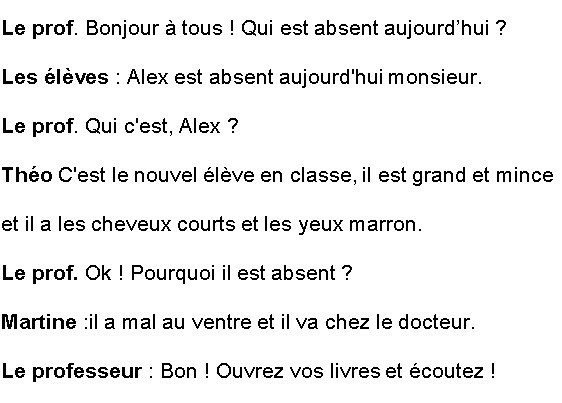 Le prof. Bonjour à tous ! Qui est absent aujourd’hui ?
Les élèves : Alex est absent aujourd'hui monsieur.
Le prof. Qui c'est, Alex ?
Théo C'est le nouvel élève en classe, il est grand et mince
et il a les cheveux courts et les yeux marron.
Le prof. Ok ! Pourquoi il est absent ?
Martine :il a mal au ventre et il va chez le docteur.
Le professeur : Bon ! Ouvrez vos livres et écoutez !